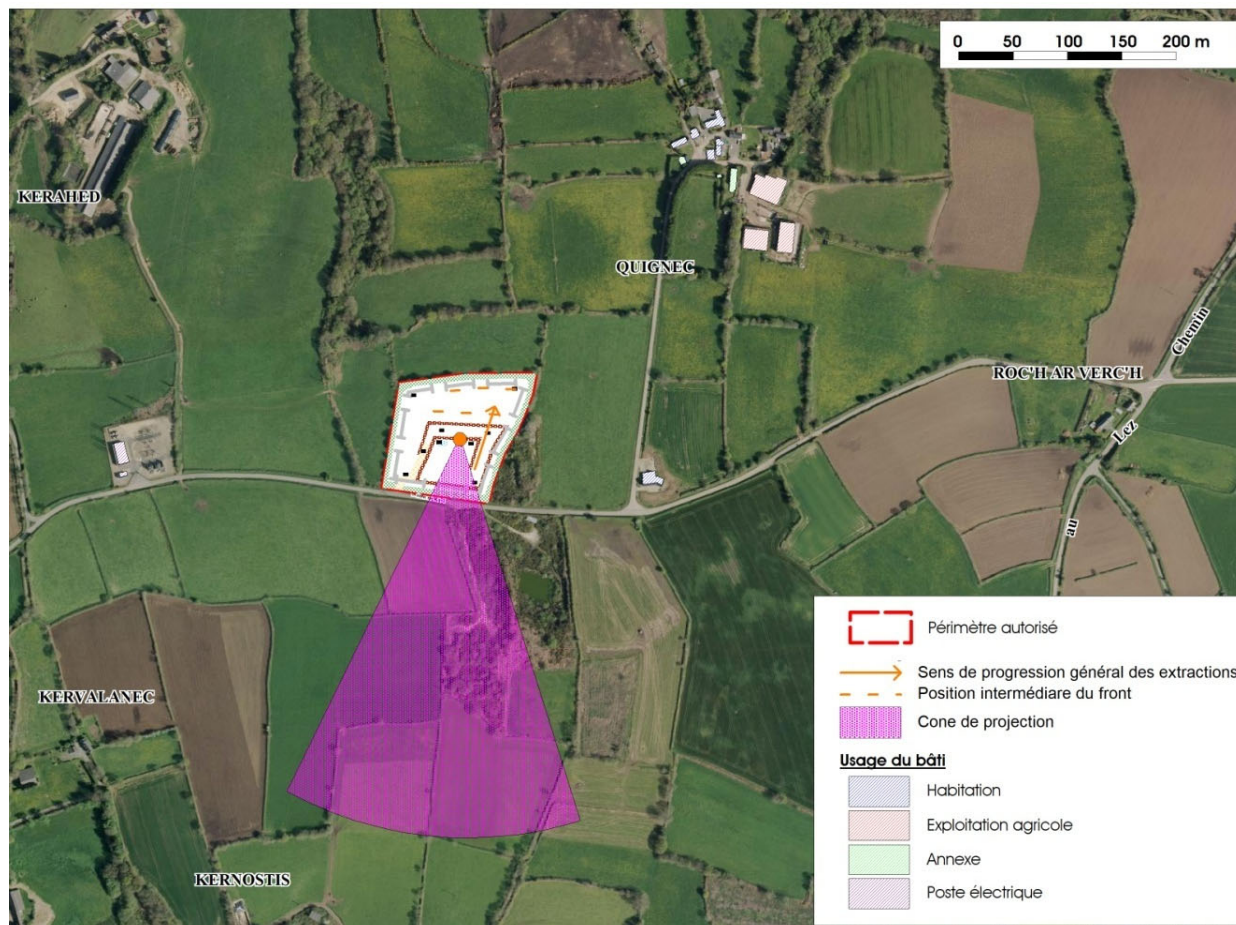 0 50 100 150 200 m
KERAHED
QUIGNEC
Chemin
ROC'H AR VERC'H
Lez
au
KERVALANEC
KERNOSTIS
Périmètre autorisé
Sens de progression général des extractions
Position intermédiare du front
Cone de projection
Usage du bâti
Habitation
Exploitation agricole
Annexe
Poste électrique